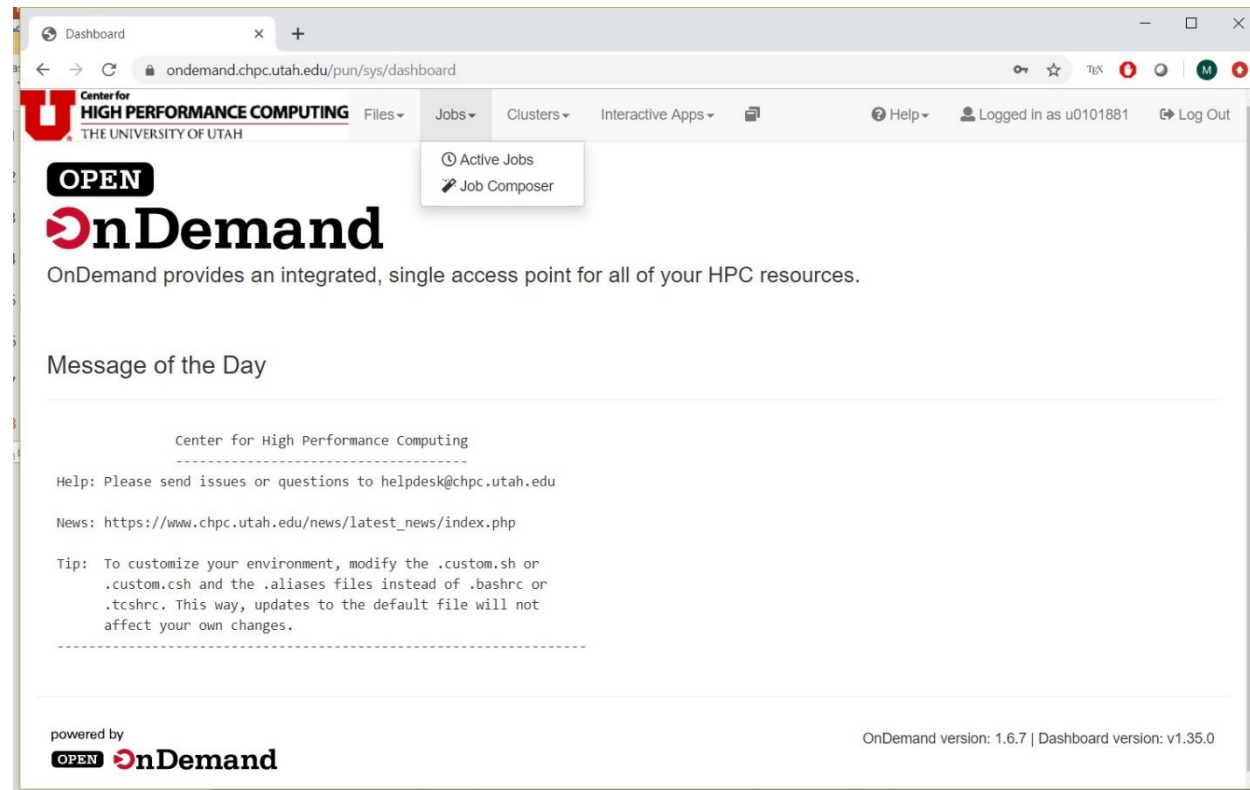 Dashboard
ondemand.chpc.utah.edu/pun/sys/dashboard
TEX
M
Center for
HIGH PERFORMANCE COMPUTING
THE UNIVERSITY OF UTAH
Files Jobs Clusters Interactive Apps Help Logged in as u0101881 Log Out
Active Jobs
Job Composer
OPEN
OnDemand
OnDemand provides an integrated, single access point for all of your HPC resources.
Message of the Day
Center for High Performance Computing
-------------------------------------
Help: Please send issues or questions to helpdesk@chpc.utah.edu
News: https://www.chpc.utah.edu/news/latest_news/index.php
Tip: To customize your environment, modify the .custom.sh or
.custom.csh and the .aliases files instead of .bashrc or
.tcshrc. This way, updates to the default file will not
affect your own changes.
-------------------------------------------------------------------
powered by
OPEN OnDemand
OnDemand version: 1.6.7 | Dashboard version: v1.35.0